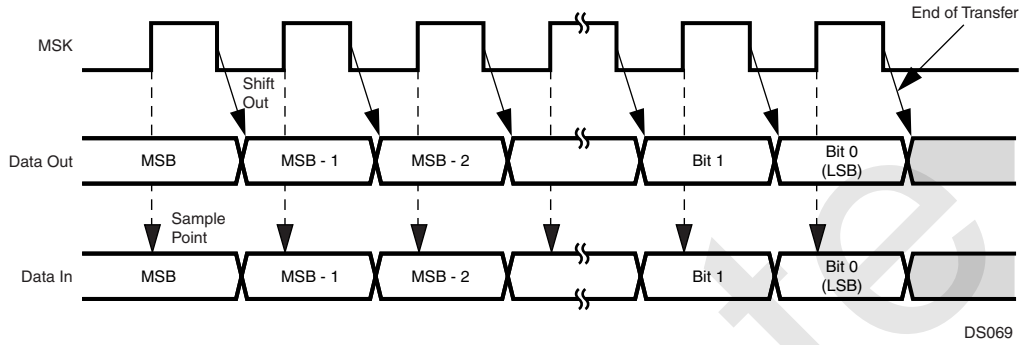 End of Transfer
MSK
Shift
Out
Data Out
MSB
MSB - 1
MSB - 2
Bit 1
Bit 0
(LSB)
Sample
Point
Data In
MSB
MSB - 1
MSB - 2
Bit 1
Bit 0
(LSB)
DS069